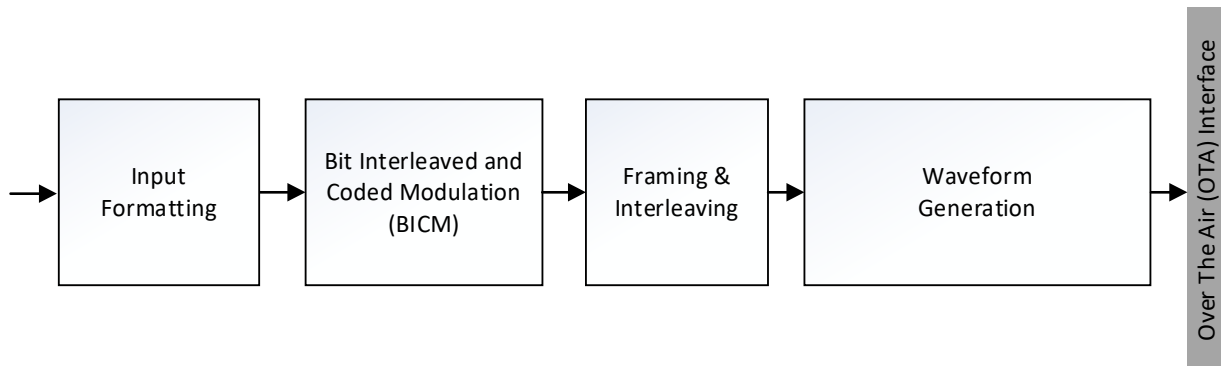 Input
Formatting
Bit Interleaved and
Coded Modulation
(BICM)
Framing &
Interleaving
Waveform
Generation
Over The Air (OTA) Interface